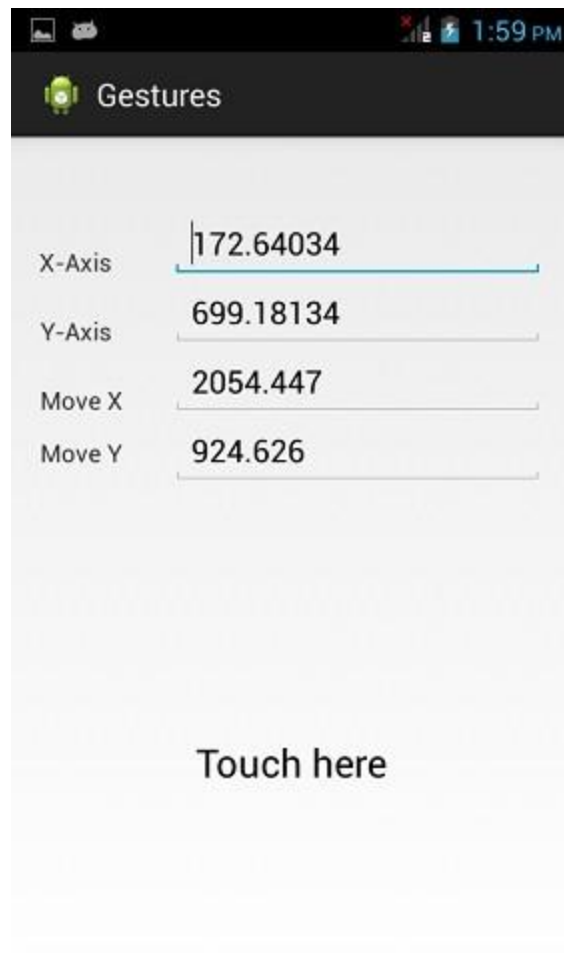 1:59 PM
Gestures
X-Axis 172.64034
Y-Axis 699.18134
Move X 2054.447
Move Y 924.626
Touch here